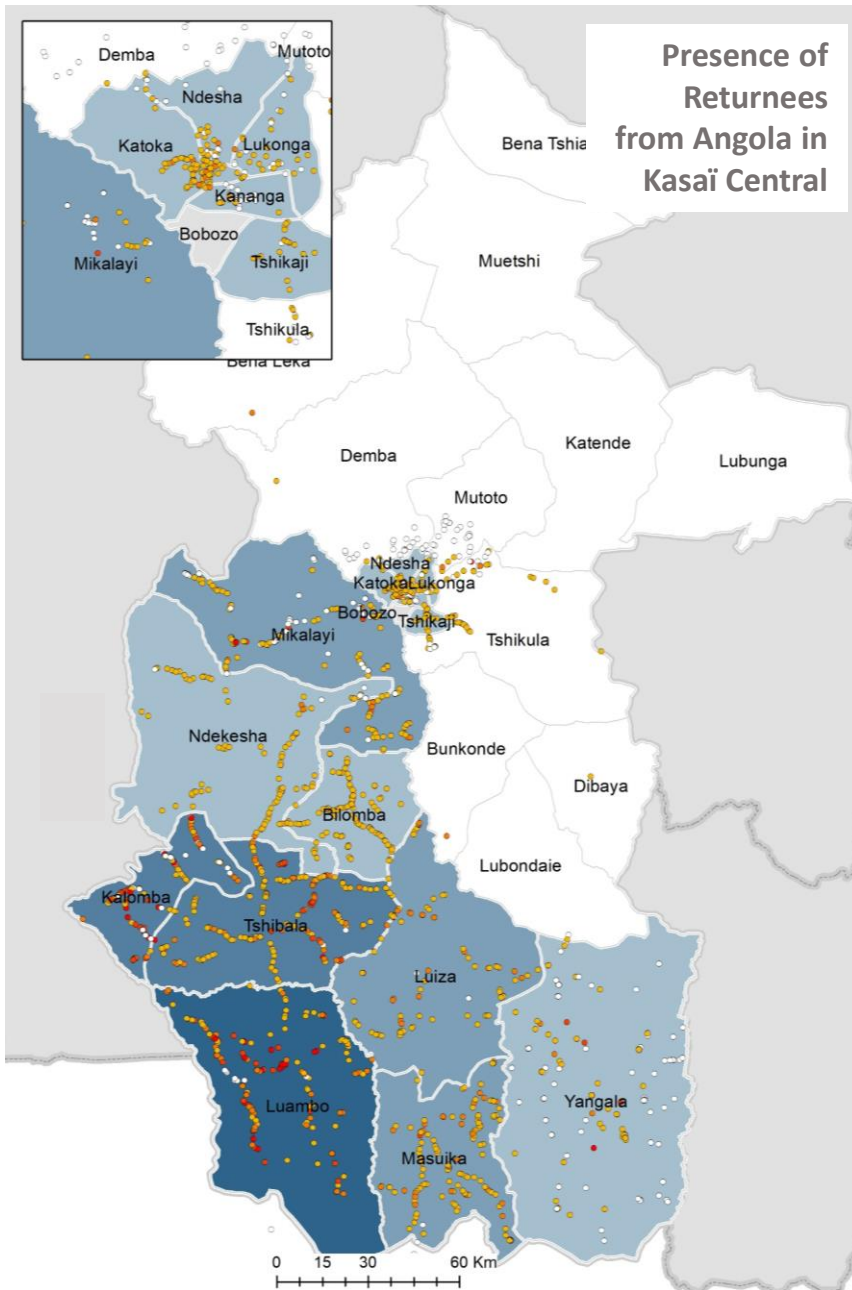 Presence of
Returnees
from Angola in
Kasaï Central
Demba
Mutoto
Ndesha
Katoka
Lukonga
Kananga
Bobozo
Mikalayi
Tshikaji
Tshikula
Bena Leka
Bena Tshia
Muetshi
Katende
Lubunga
Demba
Mutoto
Ndesha
Katoka
Lukonga
Bobozo
Tshikaji
Mikalayi
Tshikula
Ndekesha
Bunkonde
Dibaya
Bilomba
Lubondaie
Kalomba
Tshibala
Luiza
Luambo
Yangala
Masuika
0 15 30 60 Km